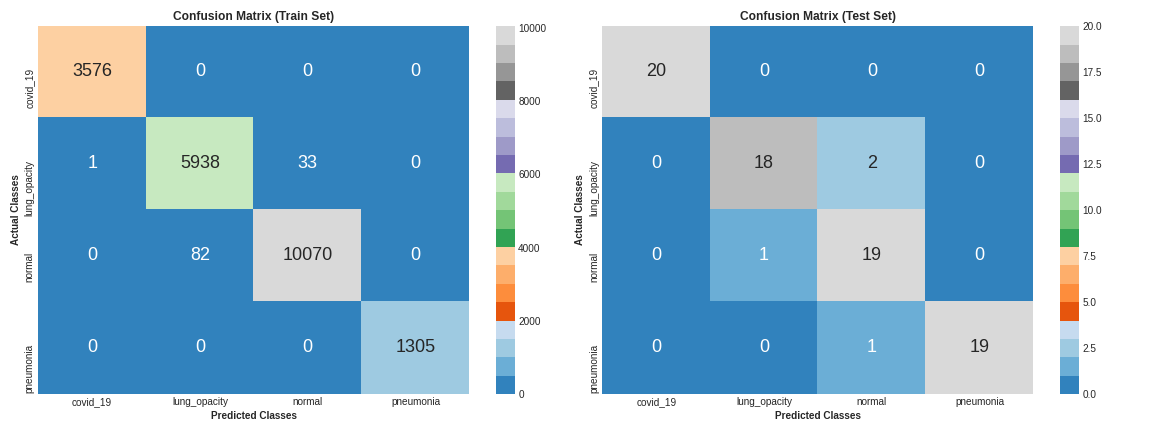 Confusion Matrix (Train Set)
Actual Classes
covid_19
lung_opacity
normal
pneumonia
3576 0 0 0
1 5938 33 0
0 82 10070 0
0 0 0 1305
covid_19 lung_opacity normal pneumonia
Predicted Classes
10000
8000
6000
4000
2000
0
Confusion Matrix (Test Set)
Actual Classes
covid_19
lung_opacity
normal
pneumonia
20 0 0 0
0 18 2 0
0 1 19 0
0 0 1 19
covid_19 lung_opacity normal pneumonia
Predicted Classes
20.0
17.5
15.0
12.5
10.0
7.5
5.0
2.5
0.0